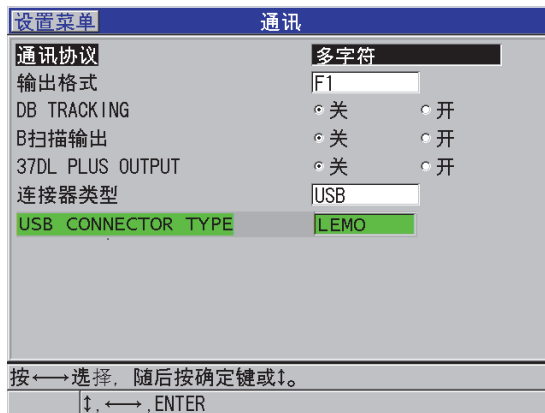 设置菜单 通讯
通讯协议 多字符
输出格式 F1
DB TRACKING 关 开
B扫描输出 关 开
37DL PLUS OUTPUT 关 开
连接器类型 USB
USB CONNECTOR TYPE LEMO
按←→选择, 随后按确定键或↕。
↕, ←→ ,ENTER